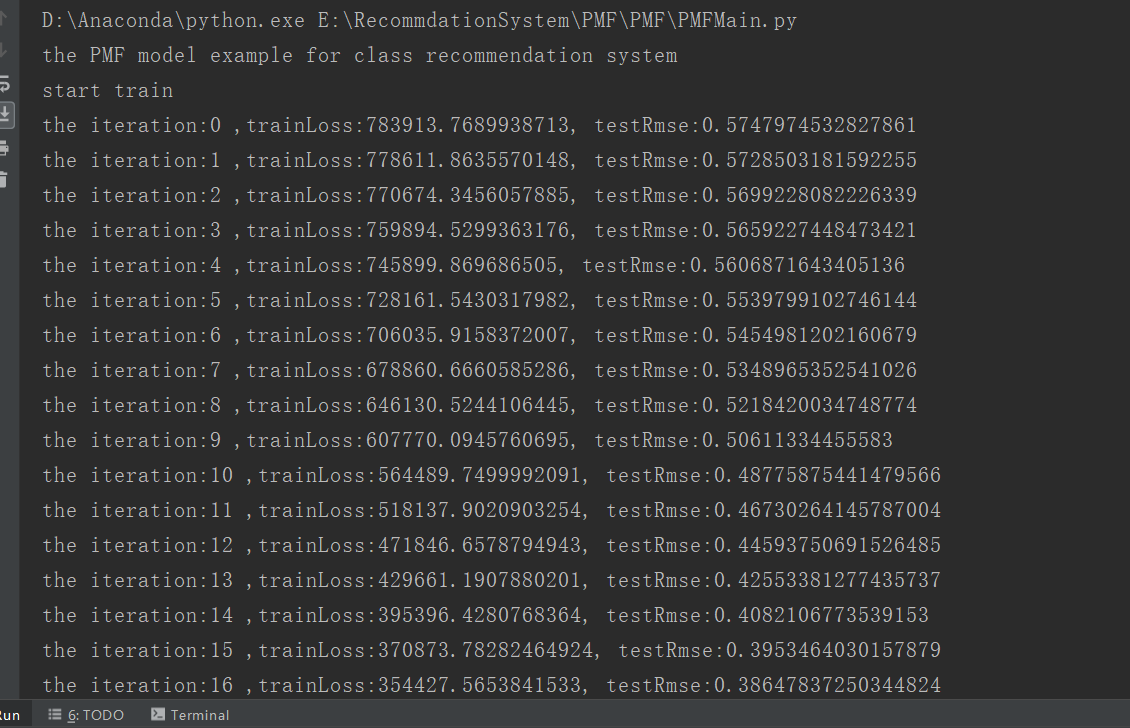 D:\Anaconda\python.exe E:\RecommdationSystem\PMF\PMF\PMFMain.py
the PMF model example for class recommendation system
start train
the iteration:0 ,trainLoss:783913.7689938713, testRmse:0.5747974532827861
the iteration:1 ,trainLoss:778611.8635570148, testRmse:0.5728503181592255
the iteration:2 ,trainLoss:770674.3456057885, testRmse:0.5699228082226339
the iteration:3 ,trainLoss:759894.5299363176, testRmse:0.5659227448473421
the iteration:4 ,trainLoss:745899.869686505, testRmse:0.5606871643405136
the iteration:5 ,trainLoss:728161.5430317982, testRmse:0.5539799102746144
the iteration:6 ,trainLoss:706035.9158372007, testRmse:0.5454981202160679
the iteration:7 ,trainLoss:678860.6660585286, testRmse:0.5348965352541026
the iteration:8 ,trainLoss:646130.5244106445, testRmse:0.5218420034748774
the iteration:9 ,trainLoss:607770.0945760695, testRmse:0.50611334455583
the iteration:10 ,trainLoss:564489.7499992091, testRmse:0.48775875441479566
the iteration:11 ,trainLoss:518137.9020903254, testRmse:0.46730264145787004
the iteration:12 ,trainLoss:471846.6578794943, testRmse:0.44593750691526485
the iteration:13 ,trainLoss:429661.1907880201, testRmse:0.42553381277435737
the iteration:14 ,trainLoss:395396.4280768364, testRmse:0.4082106773539153
the iteration:15 ,trainLoss:370873.78282464924, testRmse:0.3953464030157879
the iteration:16 ,trainLoss:354427.5653841533, testRmse:0.38647837250344824
un 6: TODO Terminal